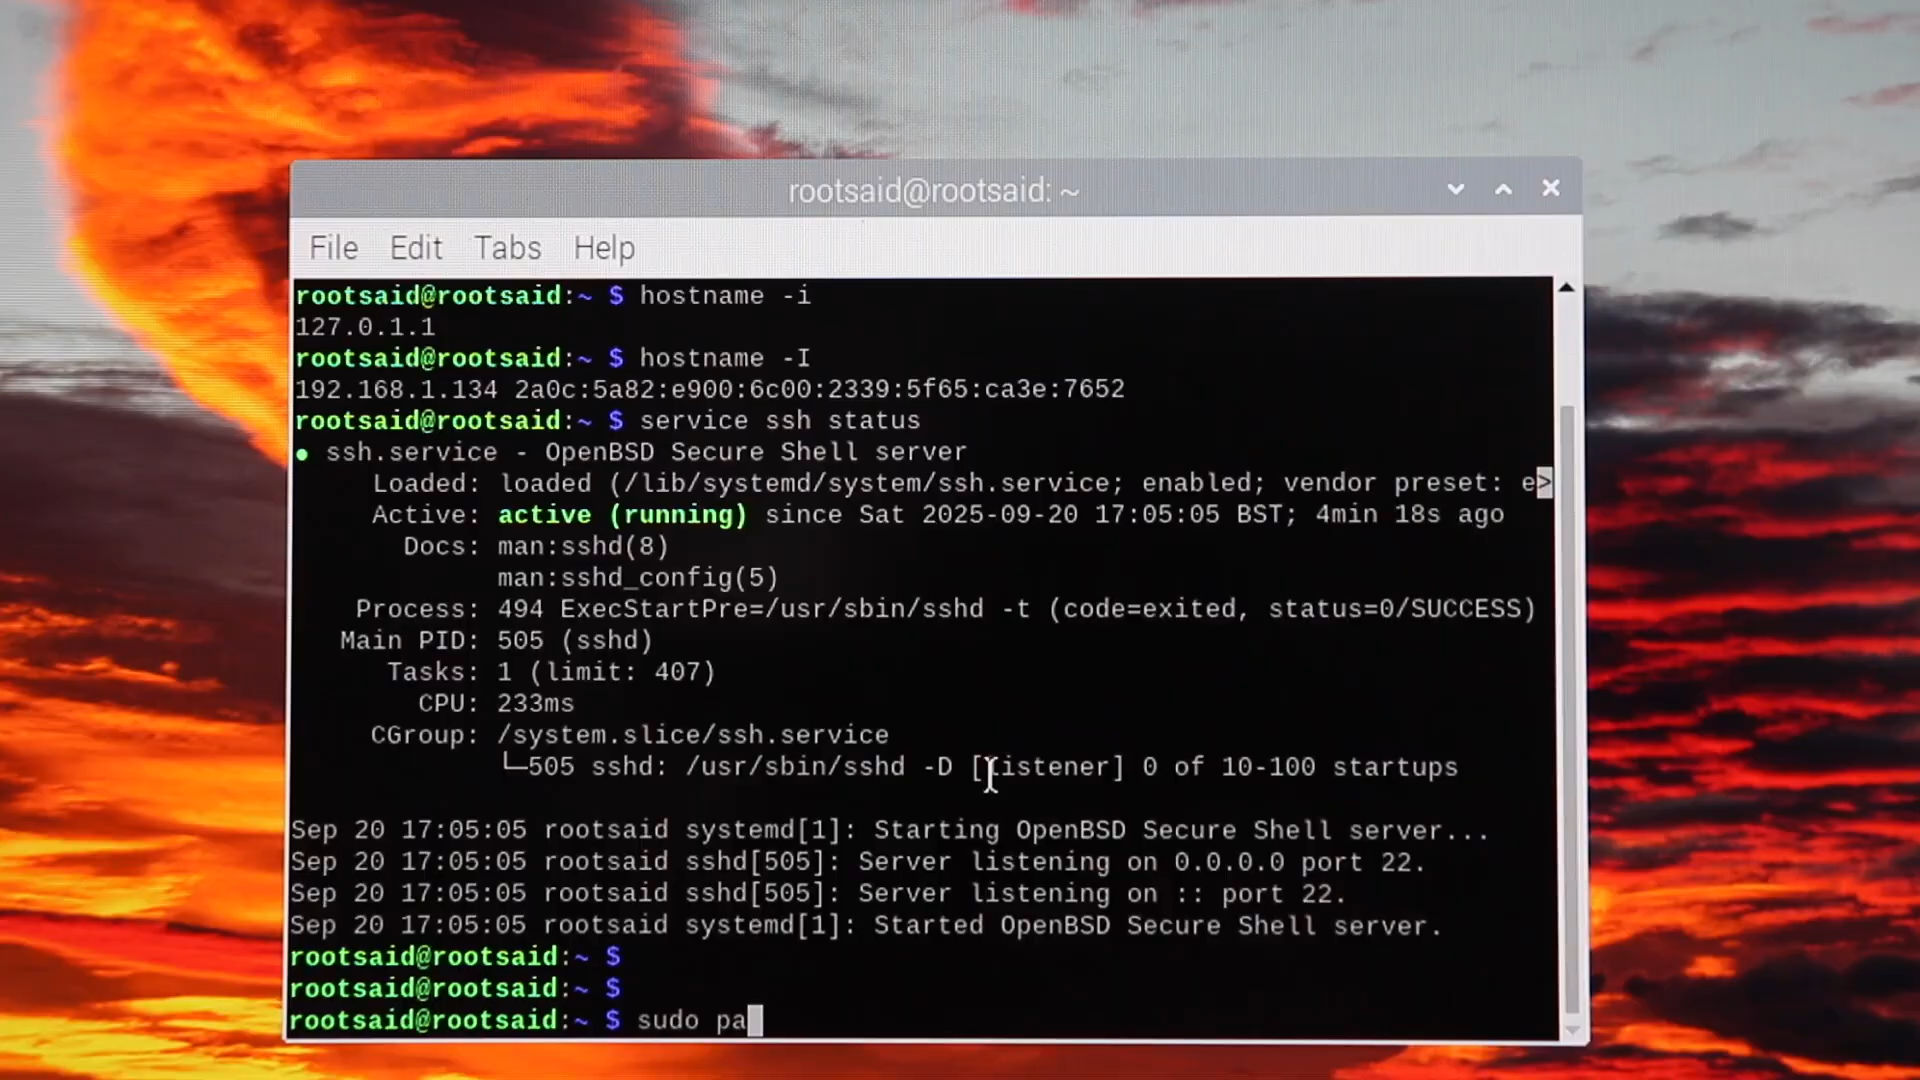 rootsaid@rootsaid: ~
File Edit Tabs Help
rootsaid@rootsaid:~ $ hostname -i
127.0.1.1
rootsaid@rootsaid:~ $ hostname -I
192.168.1.134 2a0c:5a82:e900:6c00:2339:5f65:ca3e:7652
rootsaid@rootsaid:~ $ service ssh status
● ssh.service - OpenBSD Secure Shell server
Loaded: loaded (/lib/systemd/system/ssh.service; enabled; vendor preset: e>
Active: active (running) since Sat 2025-09-20 17:05:05 BST; 4min 18s ago
Docs: man:sshd(8)
man:sshd_config(5)
Process: 494 ExecStartPre=/usr/sbin/sshd -t (code=exited, status=0/SUCCESS)
Main PID: 505 (sshd)
Tasks: 1 (limit: 407)
CPU: 233ms
CGroup: /system.slice/ssh.service
└─505 sshd: /usr/sbin/sshd -D [listener] 0 of 10-100 startups
Sep 20 17:05:05 rootsaid systemd[1]: Starting OpenBSD Secure Shell server...
Sep 20 17:05:05 rootsaid sshd[505]: Server listening on 0.0.0.0 port 22.
Sep 20 17:05:05 rootsaid sshd[505]: Server listening on :: port 22.
Sep 20 17:05:05 rootsaid systemd[1]: Started OpenBSD Secure Shell server.
rootsaid@rootsaid:~ $
rootsaid@rootsaid:~ $
rootsaid@rootsaid:~ $ sudo pa